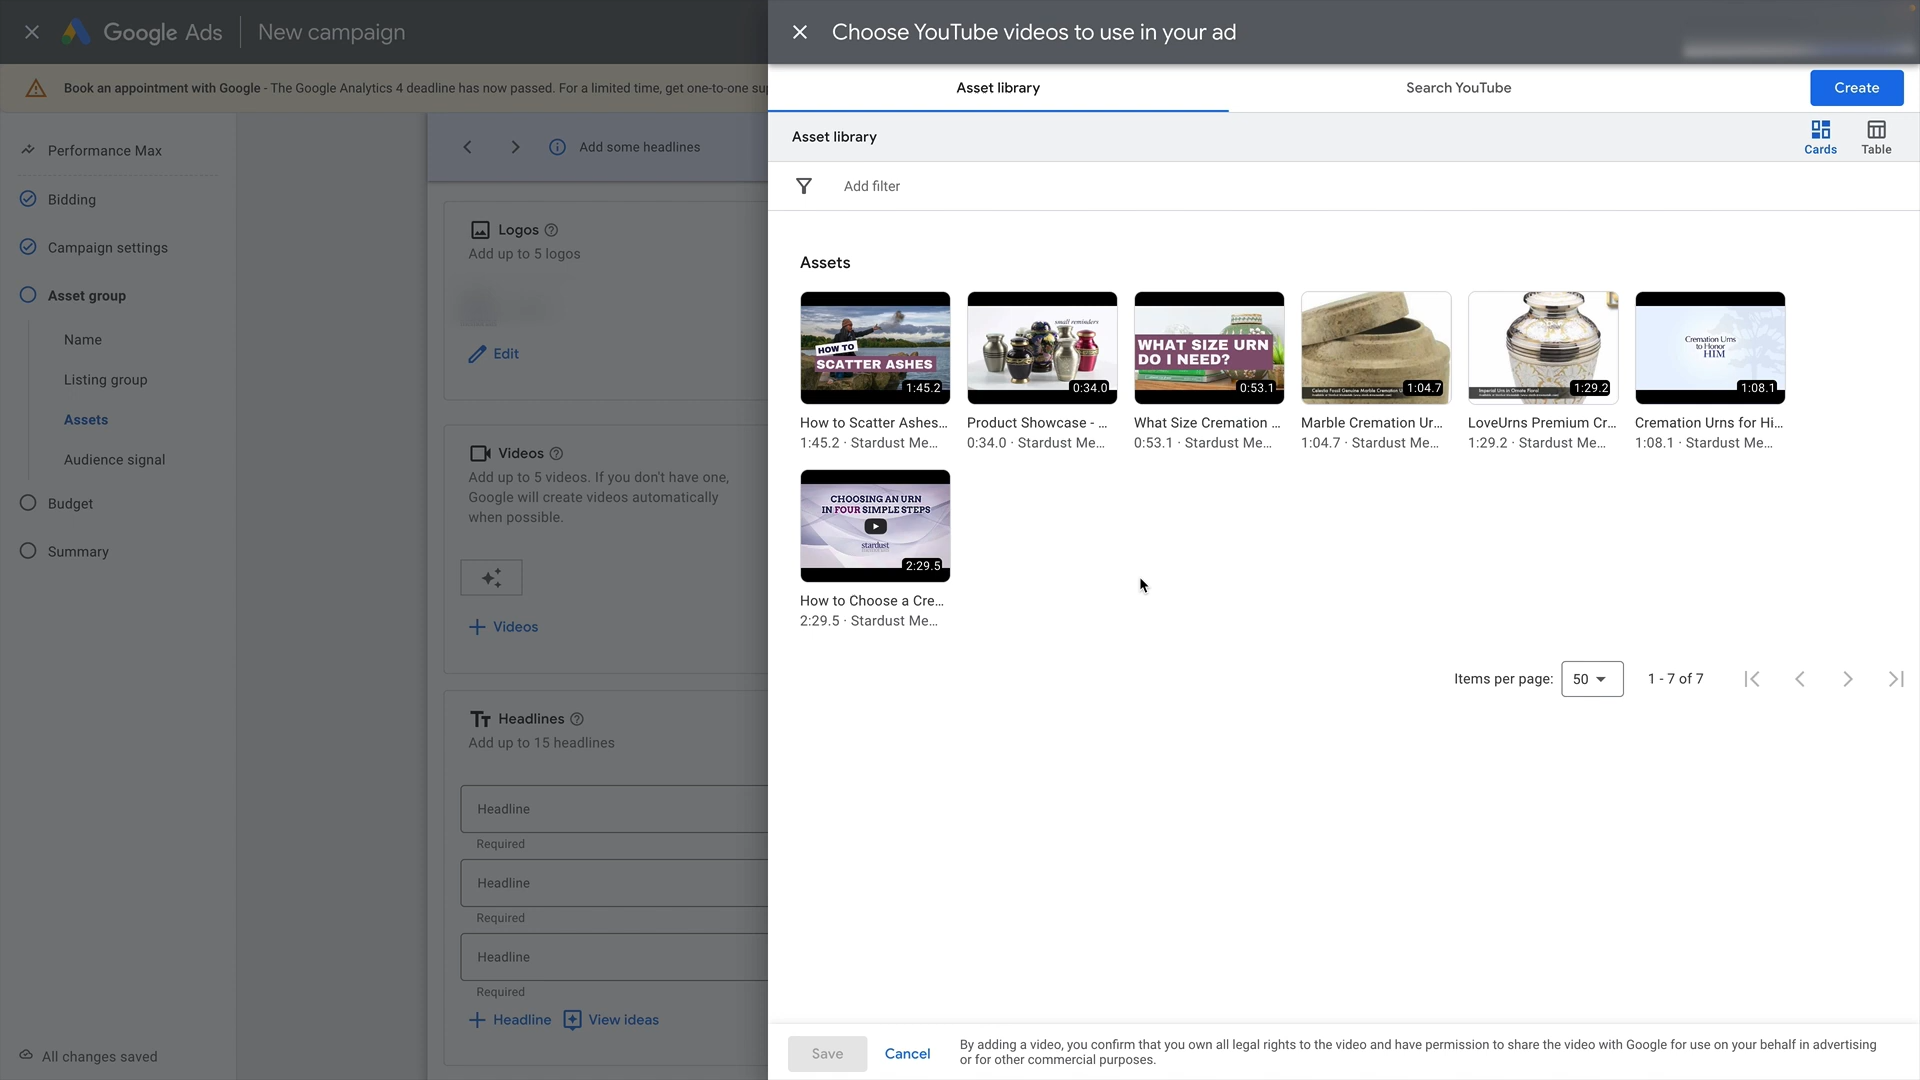 Google Ads
New campaign
Choose YouTube videos to use in your ad
Book an appointment with Google - The Google Analytics 4 deadline has now passed. For a limited time, get one-to-one su
Asset library
Search YouTube
Create
Performance Max
Bidding
Campaign settings
Asset group
Name
Listing group
Assets
Audience signal
Budget
Summary
All changes saved
Add some headlines
Logos
Add up to 5 logos
Edit
Videos
Add up to 5 videos. If you don't have one,
Google will create videos automatically
when possible.
Videos
Headlines
Add up to 15 headlines
Headline
Required
Headline
Required
Headline
Required
Headline
View ideas
Asset library
Cards
Table
Add filter
Assets
HOW TO
SCATTER ASHES
1:45.2
How to Scatter Ashes...
1:45.2 · Stardust Me...
small reminders
0:34.0
Product Showcase - ...
0:34.0 · Stardust Me...
WHAT SIZE URN
DO I NEED?
0:53.1
What Size Cremation ...
0:53.1 · Stardust Me...
1:04.7
Marble Cremation Ur...
1:04.7 · Stardust Me...
1:29.2
LoveUrns Premium Cr...
1:29.2 · Stardust Me...
Cremation Urns
to Honor
HIM
1:08.1
Cremation Urns for Hi...
1:08.1 · Stardust Me...
CHOOSING AN URN
IN FOUR SIMPLE STEPS
stardust
2:29.5
How to Choose a Cre...
2:29.5 · Stardust Me...
Items per page:
50
1 - 7 of 7
Save
Cancel
By adding a video, you confirm that you own all legal rights to the video and have permission to share the video with Google for use on your behalf in advertising
or for other commercial purposes.